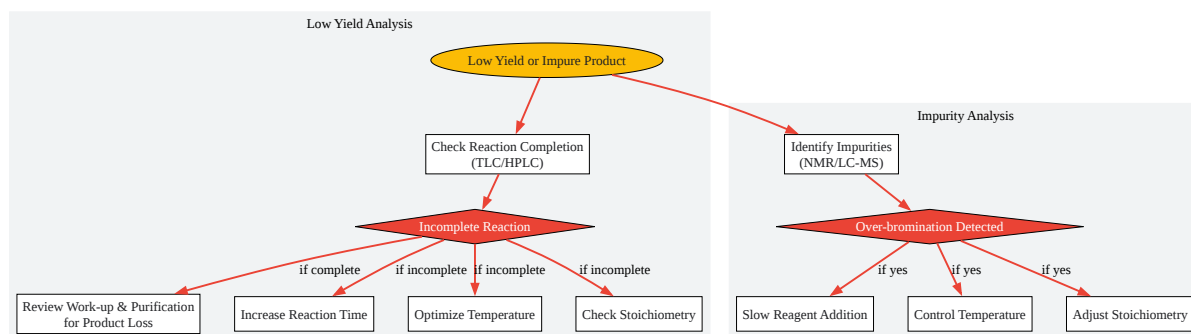 Low Yield Analysis
Low Yield or Impure Product
Impurity Analysis
Check Reaction Completion
(TLC/HPLC)
Identify Impurities
(NMR/LC-MS)
Incomplete Reaction
Over-bromination Detected
if complete
if incomplete
if incomplete
if incomplete
if yes
if yes
if yes
Review Work-up & Purification
for Product Loss
Increase Reaction Time
Optimize Temperature
Check Stoichiometry
Slow Reagent Addition
Control Temperature
Adjust Stoichiometry